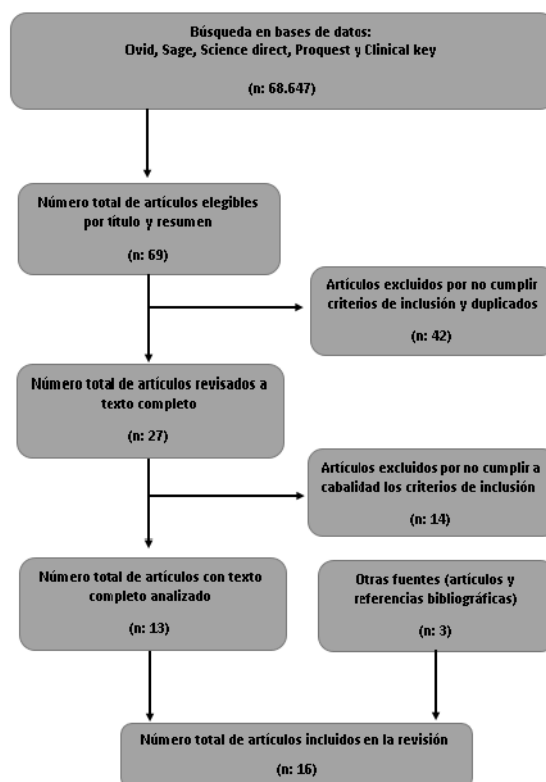 Búsqueda en bases de datos:
Ovid, Sage, Science direct, Proquest y Clinical key
(n: 68.647)
Número total de artículos elegibles
por título y resumen
(n: 69)
Artículos excluidos por no cumplir
criterios de inclusión y duplicados
(n: 42)
Número total de artículos revisados a
texto completo
(n: 27)
Artículos excluidos por no cumplir a
cabalidad los criterios de inclusión
(n: 14)
Número total de artículos con texto
completo analizado
(n: 13)
Otras fuentes (artículos y
referencias bibliográficas)
(n: 3)
Número total de artículos incluidos en la revisión
(n: 16)